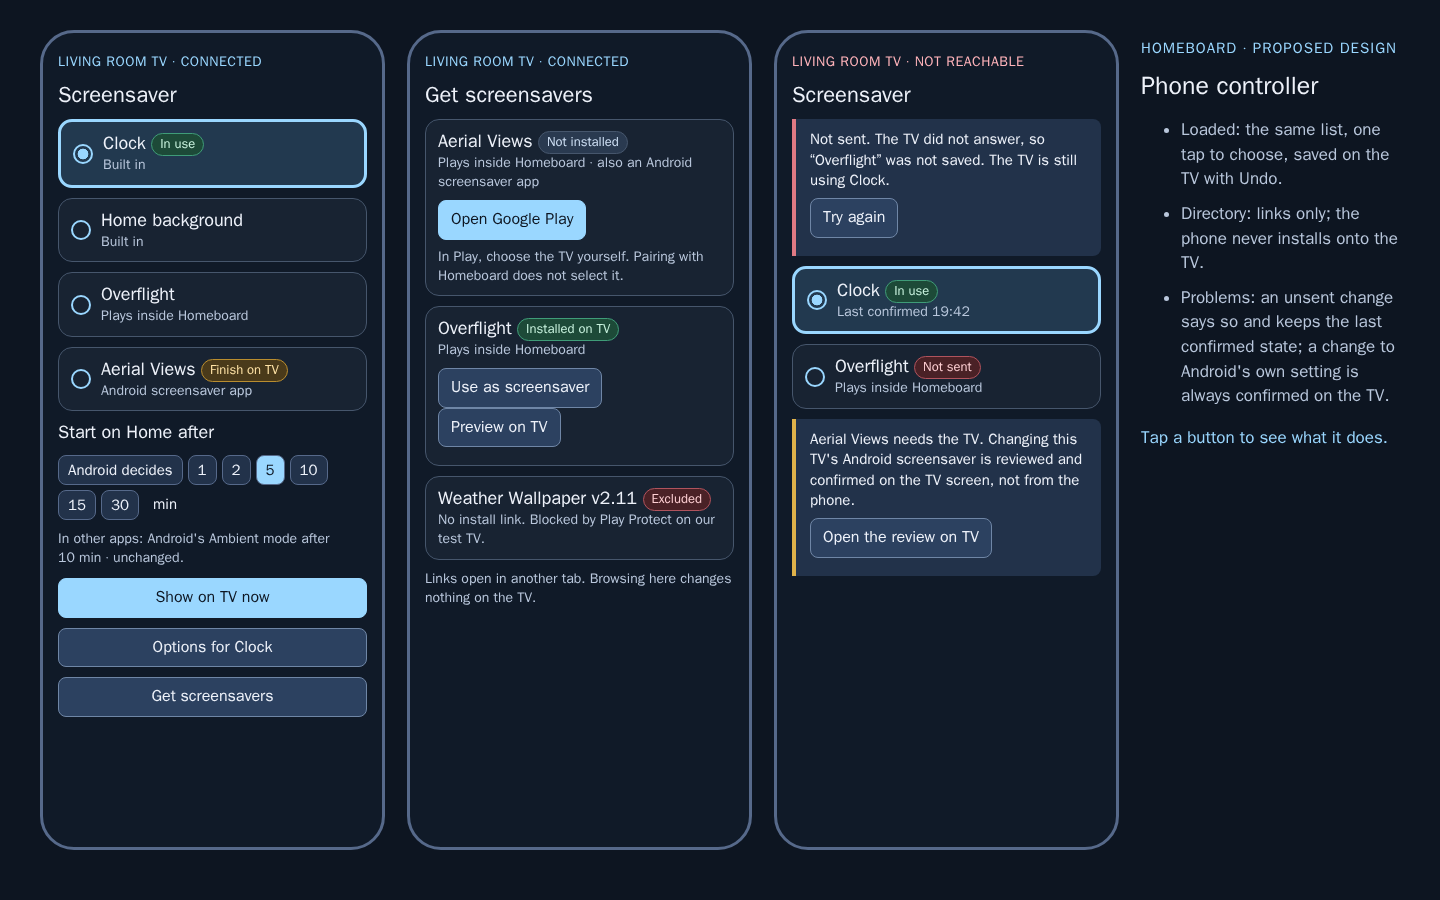 LIVING ROOM TV · CONNECTED
Screensaver
Clock In use
Built in
Home background
Built in
Overflight
Plays inside Homeboard
Aerial Views Finish on TV
Android screensaver app
Start on Home after
Android decides 1 2 5 10
15 30 min
In other apps: Android's Ambient mode after
10 min · unchanged.
Show on TV now
Options for Clock
Get screensavers
LIVING ROOM TV · CONNECTED
Get screensavers
Aerial Views Not installed
Plays inside Homeboard · also an Android
screensaver app
Open Google Play
In Play, choose the TV yourself. Pairing with
Homeboard does not select it.
Overflight Installed on TV
Plays inside Homeboard
Use as screensaver
Preview on TV
Weather Wallpaper v2.11 Excluded
No install link. Blocked by Play Protect on our
test TV.
Links open in another tab. Browsing here changes
nothing on the TV.
LIVING ROOM TV · NOT REACHABLE
Screensaver
Not sent. The TV did not answer, so
“Overflight” was not saved. The TV is still
using Clock.
Try again
Clock In use
Last confirmed 19:42
Overflight Not sent
Plays inside Homeboard
Aerial Views needs the TV. Changing this
TV's Android screensaver is reviewed and
confirmed on the TV screen, not from the
phone.
Open the review on TV
HOMEBOARD · PROPOSED DESIGN
Phone controller
• Loaded: the same list, one
tap to choose, saved on the
TV with Undo.
• Directory: links only; the
phone never installs onto the
TV.
• Problems: an unsent change
says so and keeps the last
confirmed state; a change to
Android's own setting is
always confirmed on the TV.
Tap a button to see what it does.